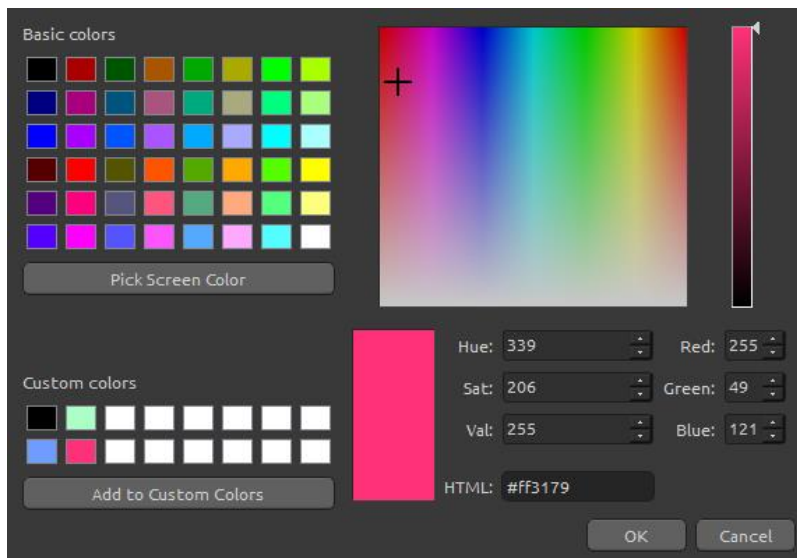 Basic colors
Pick Screen Color
Custom colors
Add to Custom Colors
Hue: 339 Red: 255
Sat: 206 Green: 49
Val: 255 Blue: 121
HTML: #ff3179
OK Cancel